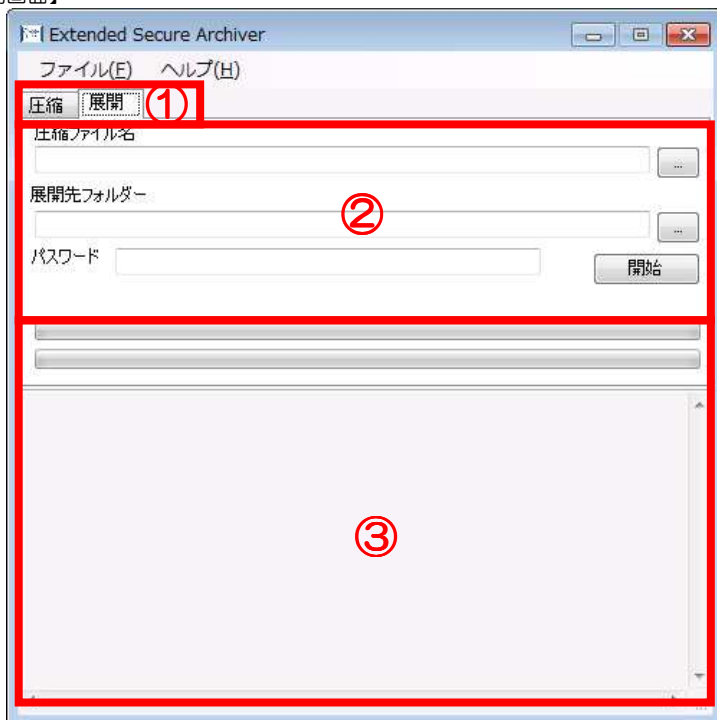 Extended Secure Archiver
ファイル(F) ヘルプ(H)
圧縮 展開 ①
圧縮ファイル名
...
展開先フォルダー
②
...
パスワード
開始
③